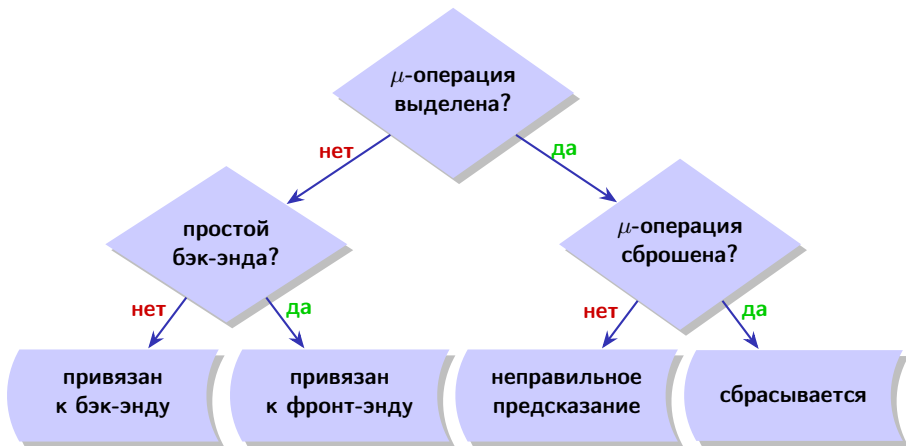 μ-операция
выделена?
нет
да
простой
бэк-энда?
μ-операция
сброшена?
нет
да
нет
да
привязан
к бэк-энду
привязан
к фронт-энду
неправильное
предсказание
сбрасывается